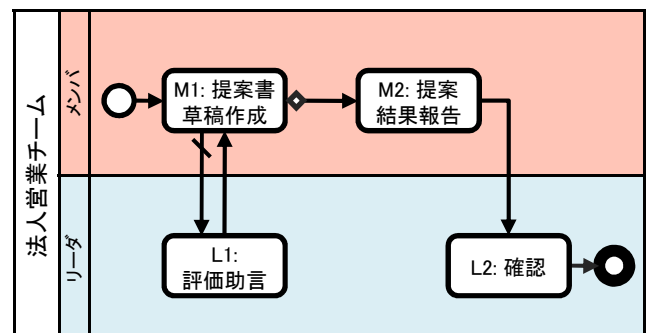 法人営業チーム
メンバ
M1: 提案書
草稿作成
M2: 提案
結果報告
リーダ
L1:
評価助言
L2: 確認